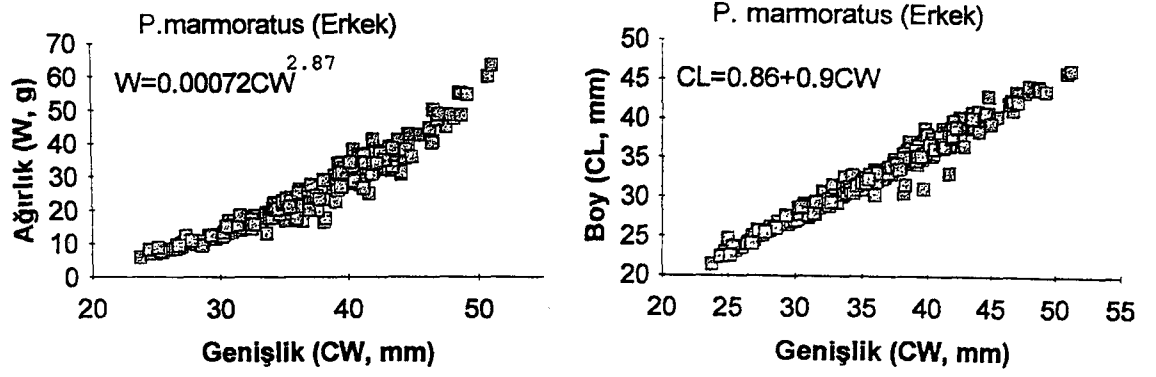 P.marmoratus (Erkek)
W=0.00072CW^2.87
Ağırlık (W, g)
70
60
50
40
30
20
10
0
20 30 40 50
Genişlik (CW, mm)
P. marmoratus (Erkek)
CL=0.86+0.9CW
Boy (CL, mm)
50
45
40
35
30
25
20
20 25 30 35 40 45 50 55
Genişlik (CW, mm)